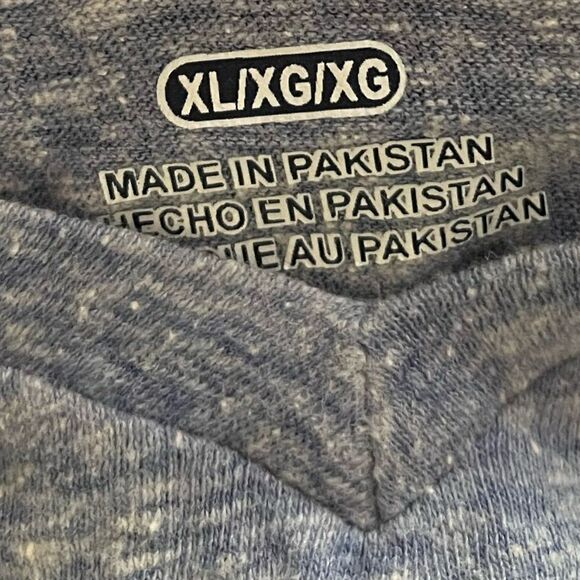 XL/XG/XG
MADE IN PAKISTAN
HECHO EN PAKISTAN
AU PAKISTAN